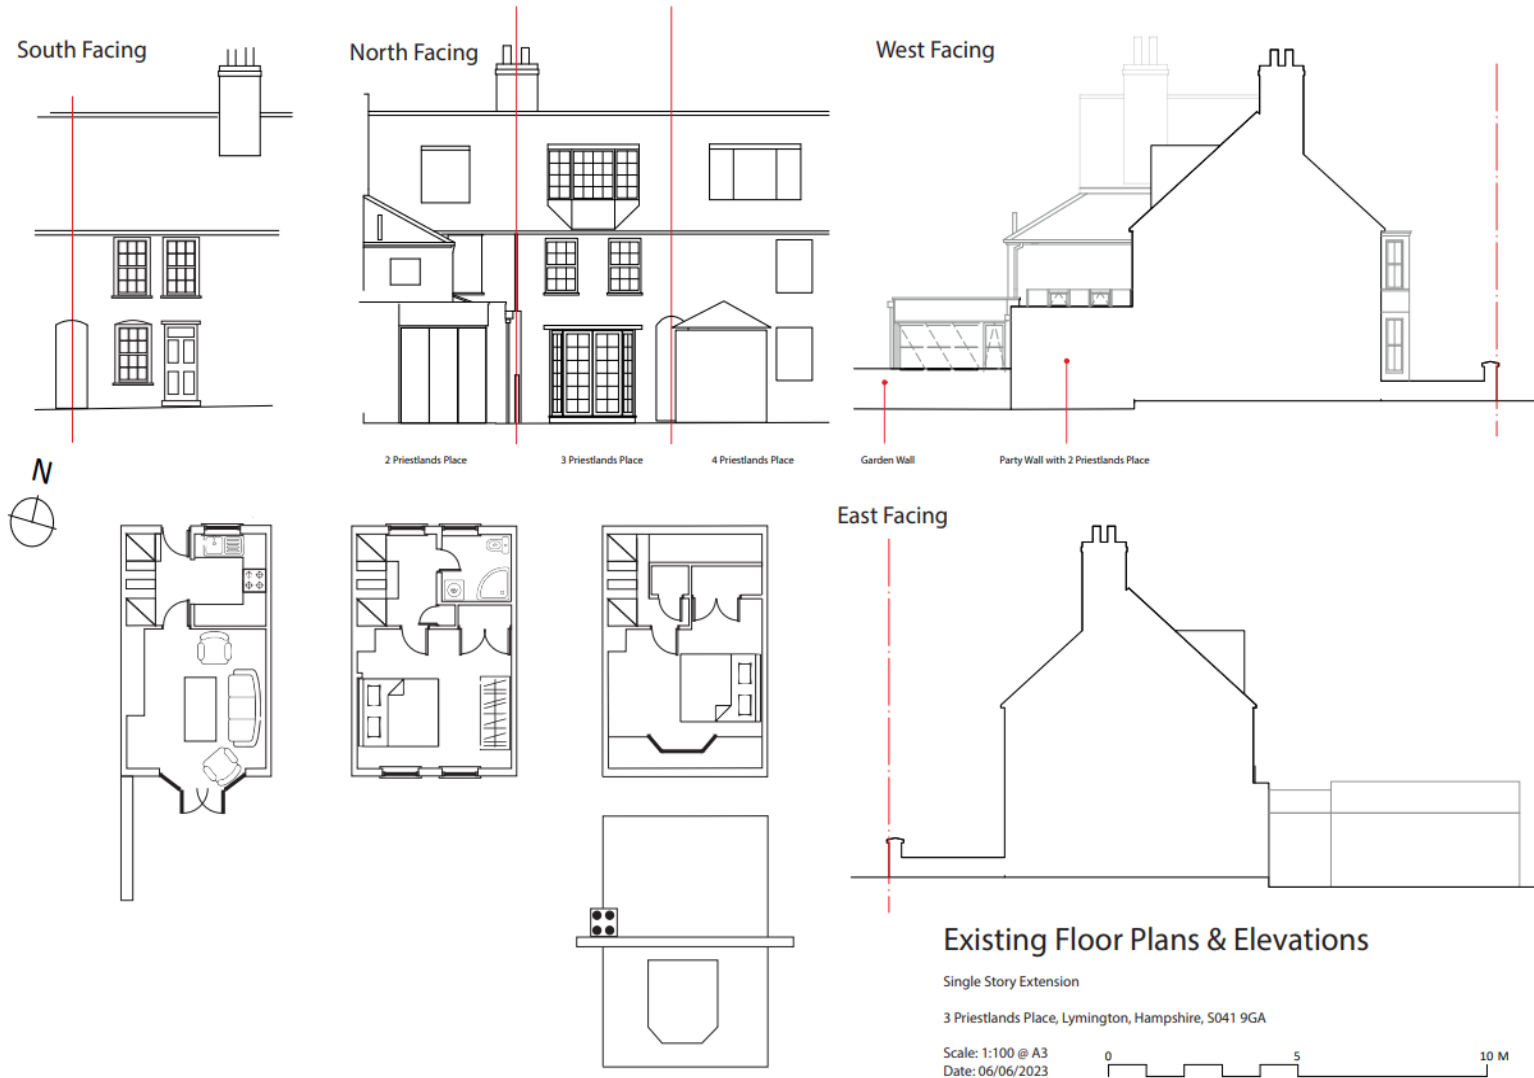 South Facing
North Facing
West Facing
2 Priestlands Place
3 Priestlands Place
4 Priestlands Place
Garden Wall
Party Wall with 2 Priestlands Place
N
East Facing
Existing Floor Plans & Elevations
Single Story Extension
3 Priestlands Place, Lymington, Hampshire, S041 9GA
Scale: 1:100 @ A3
Date: 06/06/2023
0 5 10 M